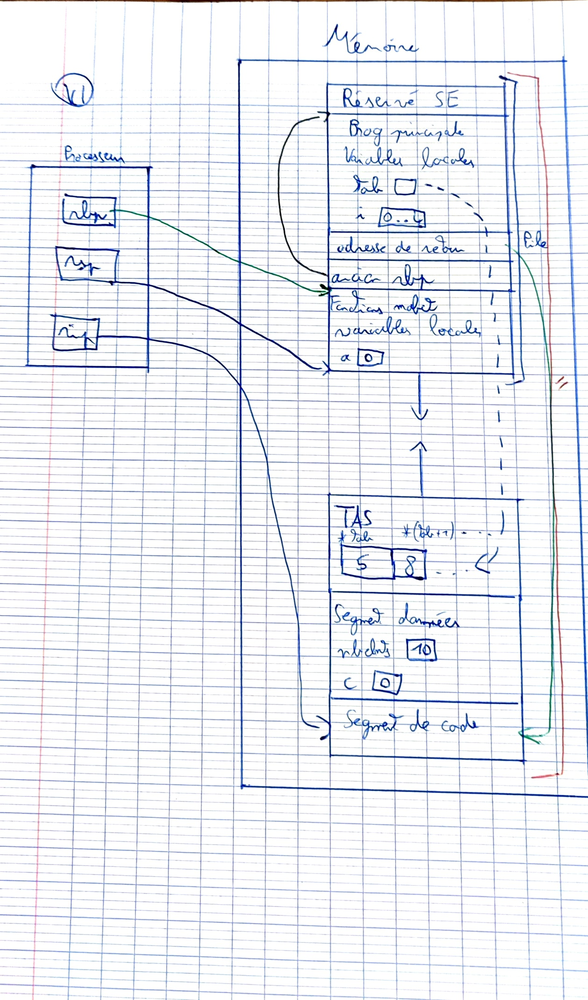 Mémoire
Réservé SE
Prog principale
Variables locales
tab
i 0..4
adresse de retour
ancien rbp
Fonctions
variables locales
a 0
Pile
Processeur
rbp
rsp
rip
TAS
*tab *(tab+1) - ...
5 8 ....
Segment données
nbelmts 10
C 0
Segment de code